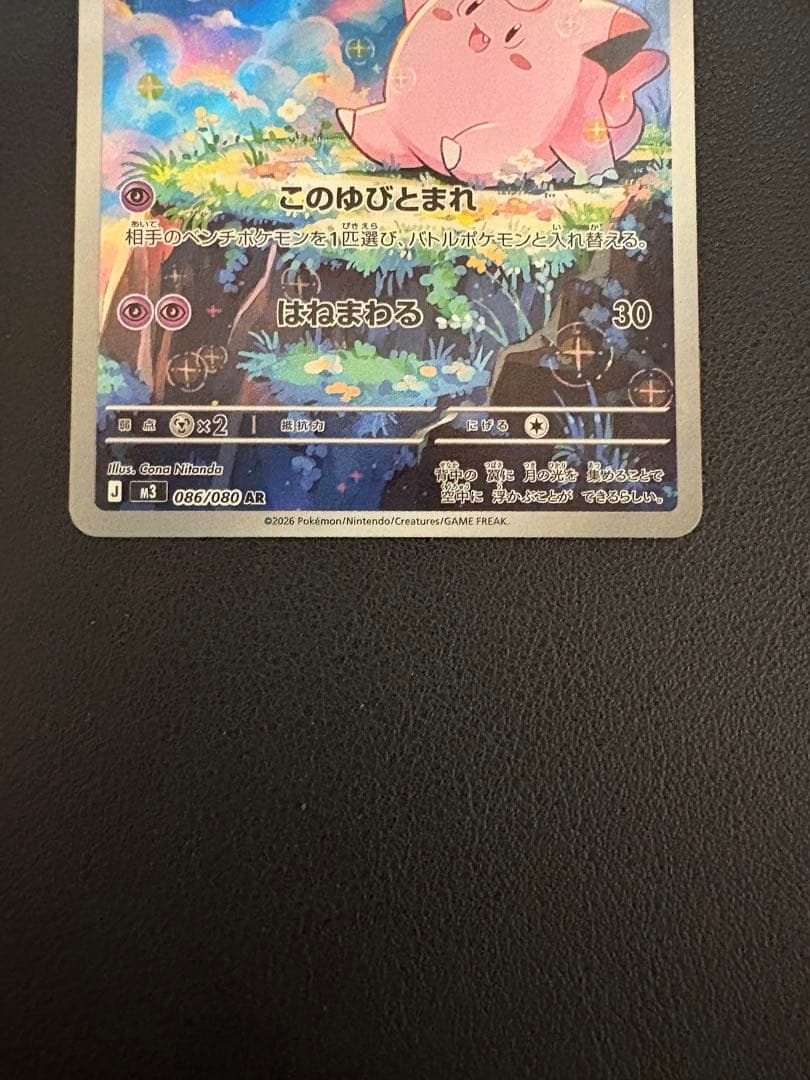 このゆびとまれ
相手のベンチポケモンを1匹選び、バトルポケモンと入れ替える。
はねまわる 30
弱点 ×2 抵抗力 にげる
Illus. Cona Nitanda
背中の 翼に 月の光を 集めることで
J M3 086/080 AR
空中に 浮かぶことが できるらしい。
©2026 Pokémon/Nintendo/Creatures/GAME FREAK.